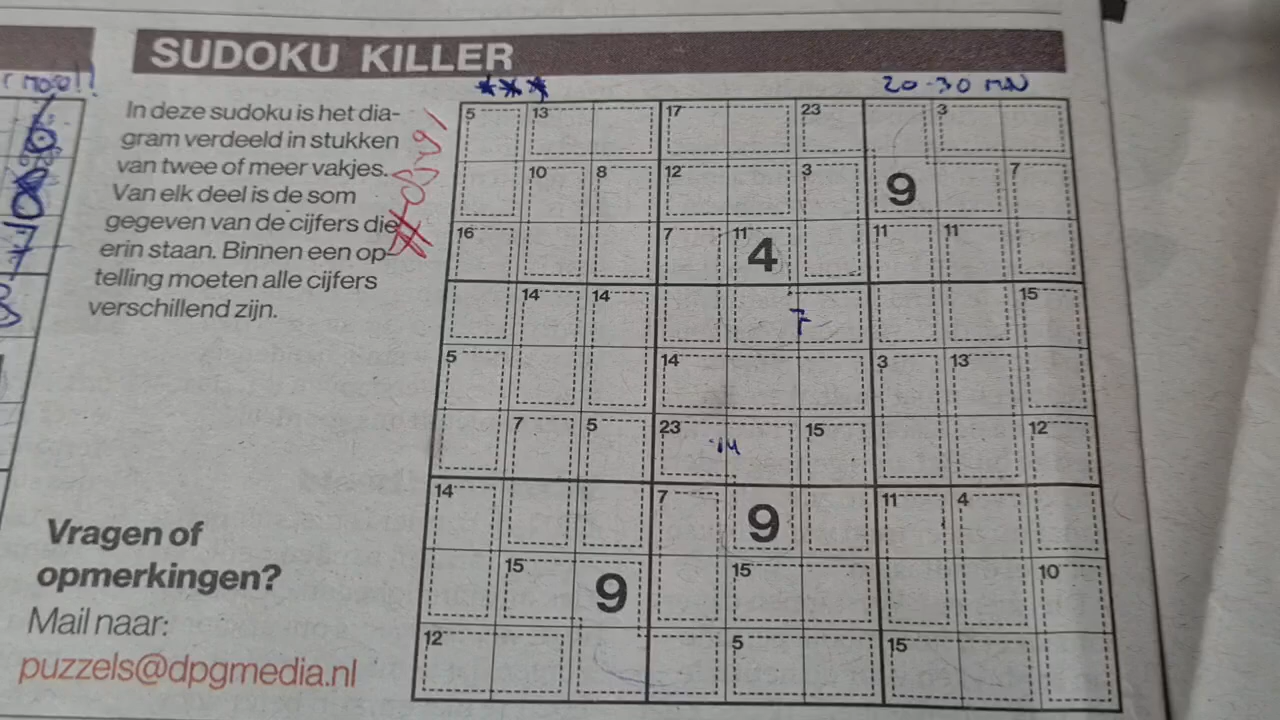 SUDOKU KILLER
20-30 MIN
In deze sudoku is het dia-
gram verdeeld in stukken
van twee of meer vakjes.
Van elk deel is de som
gegeven van de cijfers die
erin staan. Binnen een op-
telling moeten alle cijfers
verschillend zijn.
5 13 17 23 3
10 8 12 3 9 7
16 7 11 4 11 11
14 14 7 15
5 14 3 13
7 5 23 14 15 12
14 7 9 11 4
15 9 15 10
12 5 15
Vragen of
opmerkingen?
Mail naar:
puzzels@dpgmedia.nl